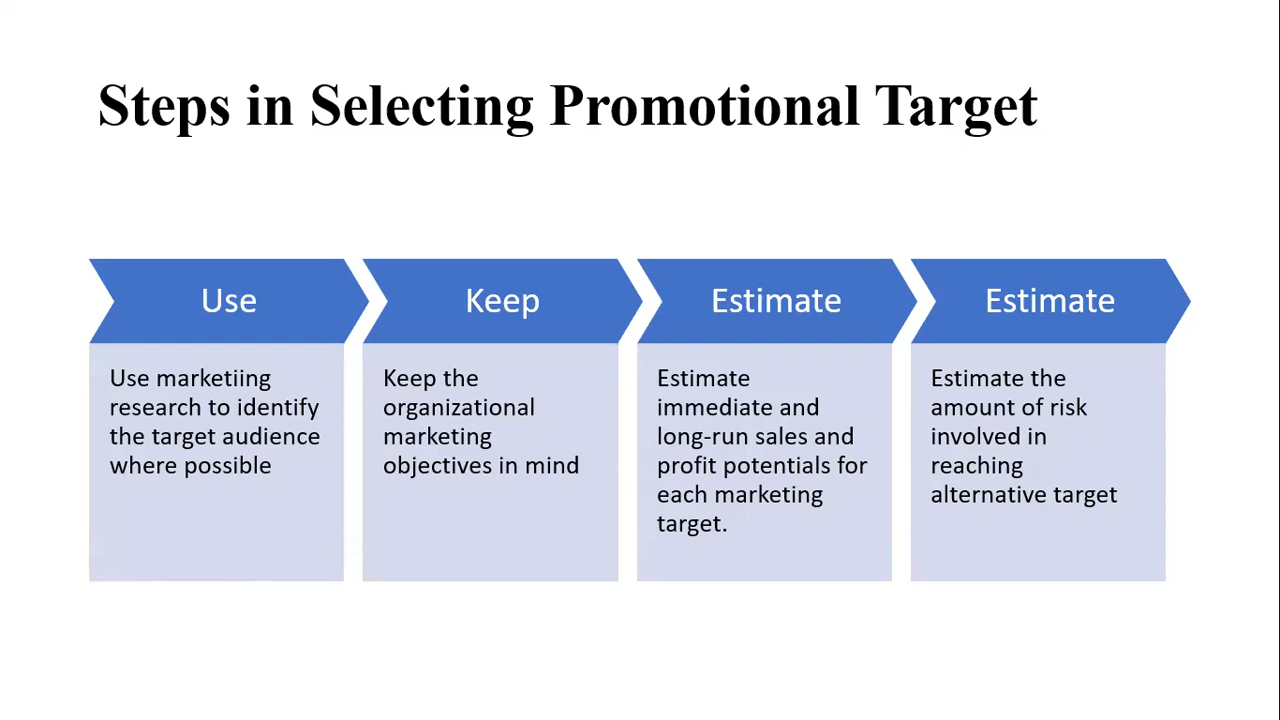 Steps in Selecting Promotional Target
Use
Use marketiing
research to identify
the target audience
where possible
Keep
Keep the
organizational
marketing
objectives in mind
Estimate
Estimate
immediate and
long-run sales and
profit potentials for
each marketing
target.
Estimate
Estimate the
amount of risk
involved in
reaching
alternative target